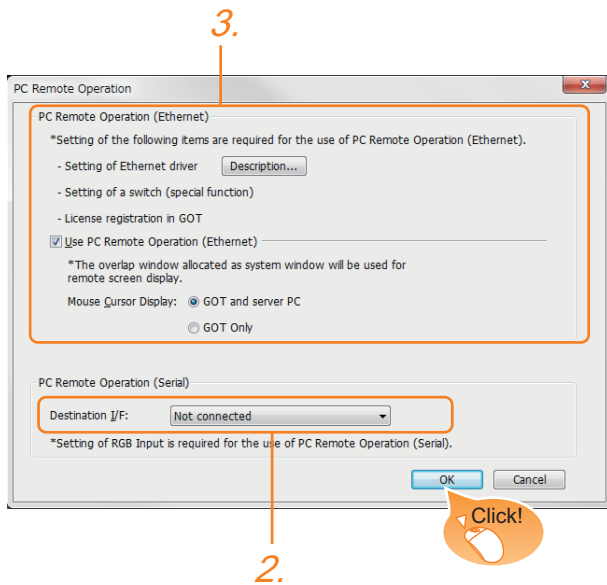 3.
PC Remote Operation
PC Remote Operation (Ethernet)
*Setting of the following items are required for the use of PC Remote Operation (Ethernet).
- Setting of Ethernet driver Description...
- Setting of a switch (special function)
- License registration in GOT
Use PC Remote Operation (Ethernet)
*The overlap window allocated as system window will be used for
remote screen display.
Mouse Cursor Display: GOT and server PC
GOT Only
PC Remote Operation (Serial)
Destination I/F: Not connected
*Setting of RGB Input is required for the use of PC Remote Operation (Serial).
OK Cancel
Click!
2.